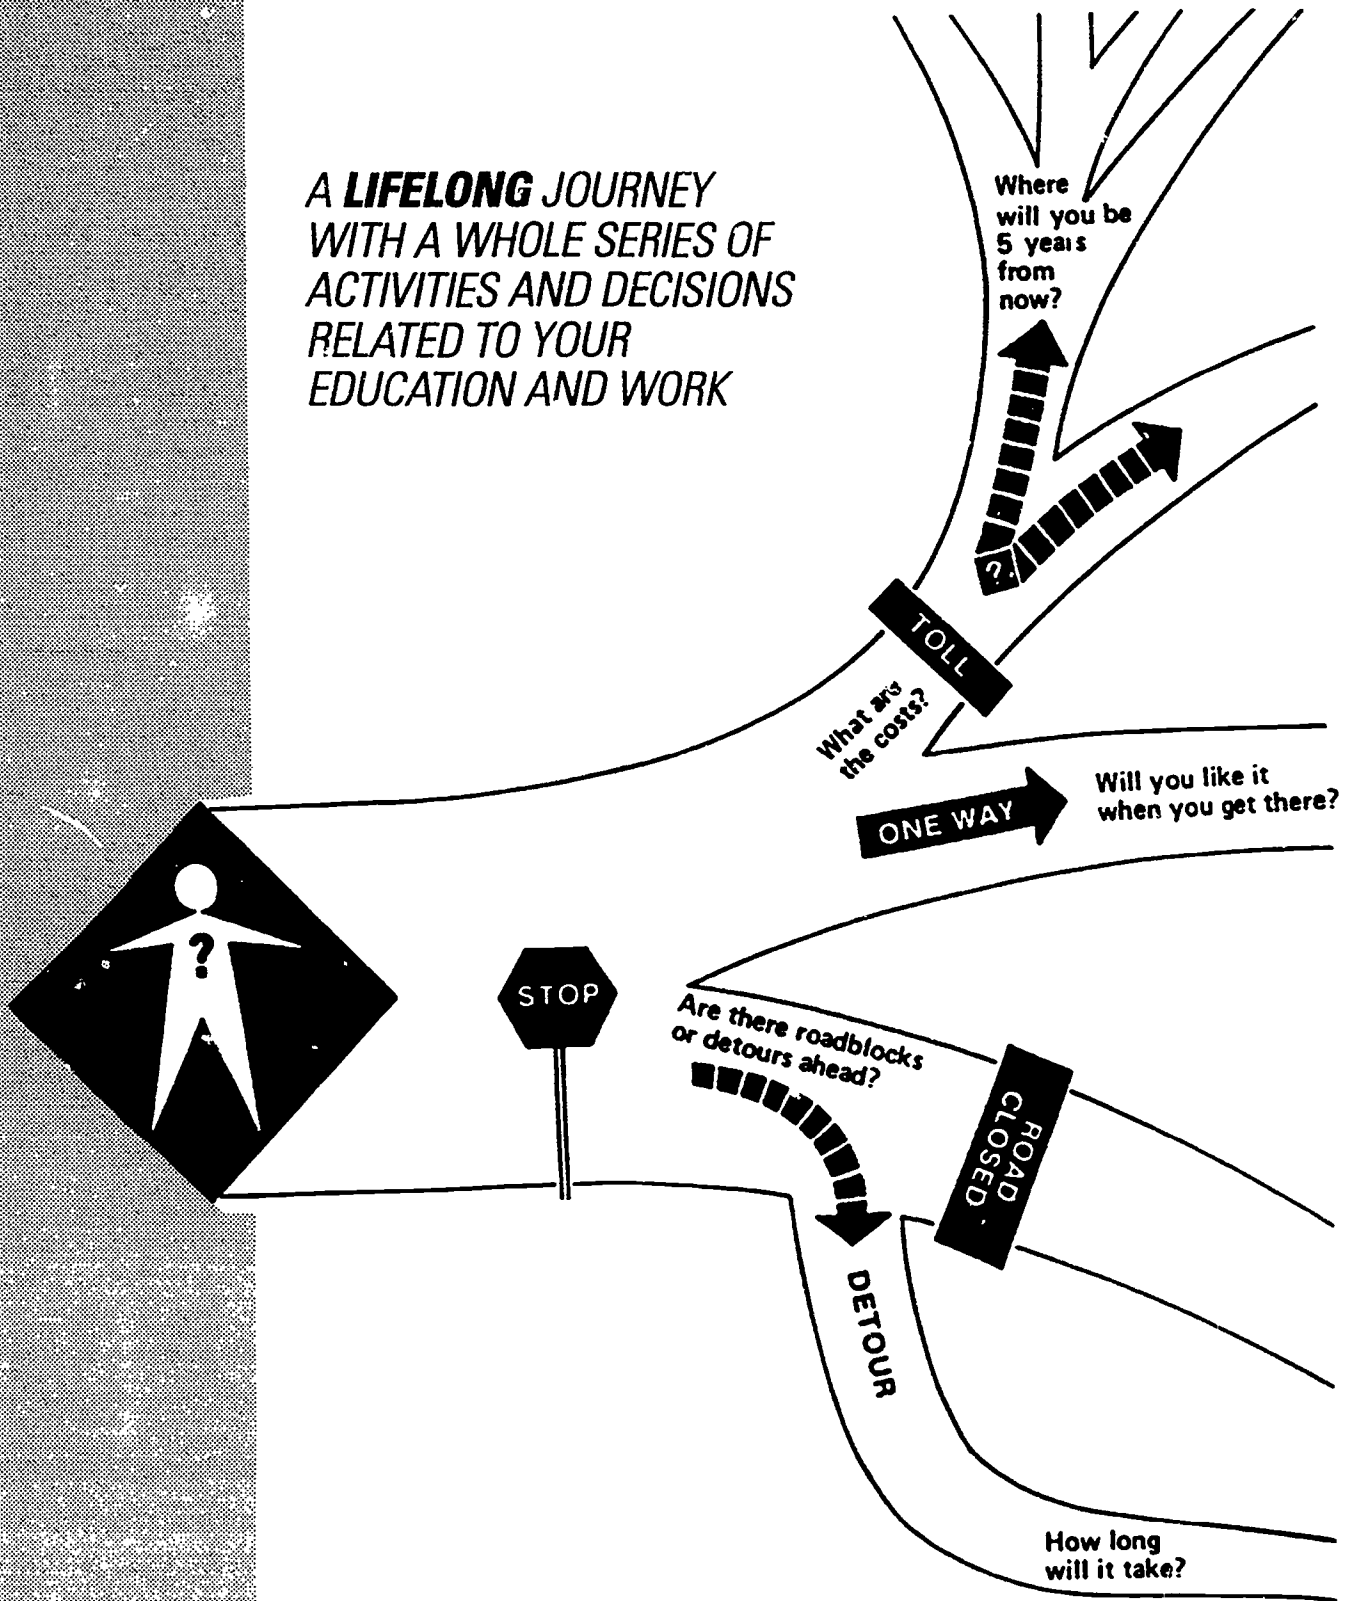 A LIFELONG JOURNEY
WITH A WHOLE SERIES OF
ACTIVITIES AND DECISIONS
RELATED TO YOUR
EDUCATION AND WORK
Where
will you be
5 years
from
now?
?
TOLL
What are
the costs?
ONE WAY
Will you like it
when you get there?
?
STOP
Are there roadblocks
or detours ahead?
ROAD
CLOSED
DETOUR
How long
will it take?